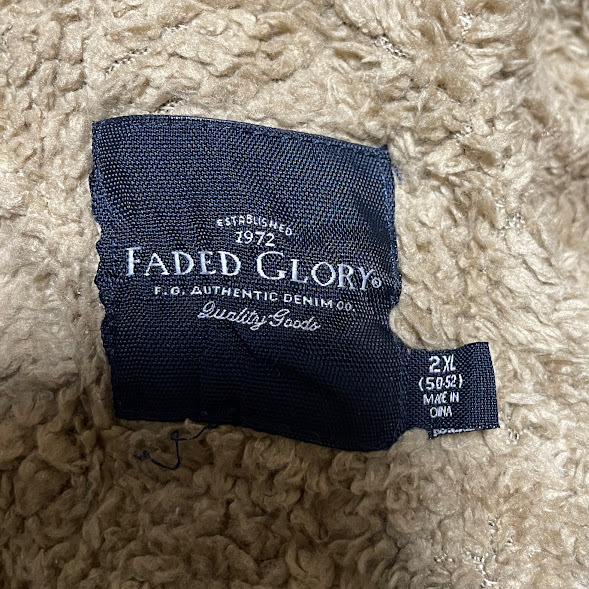 ESTABLISHED
1972
FADED GLORY®
F.G. AUTHENTIC DENIM CO.
Quality Goods
2XL
(50-52)
MADE IN
CHINA